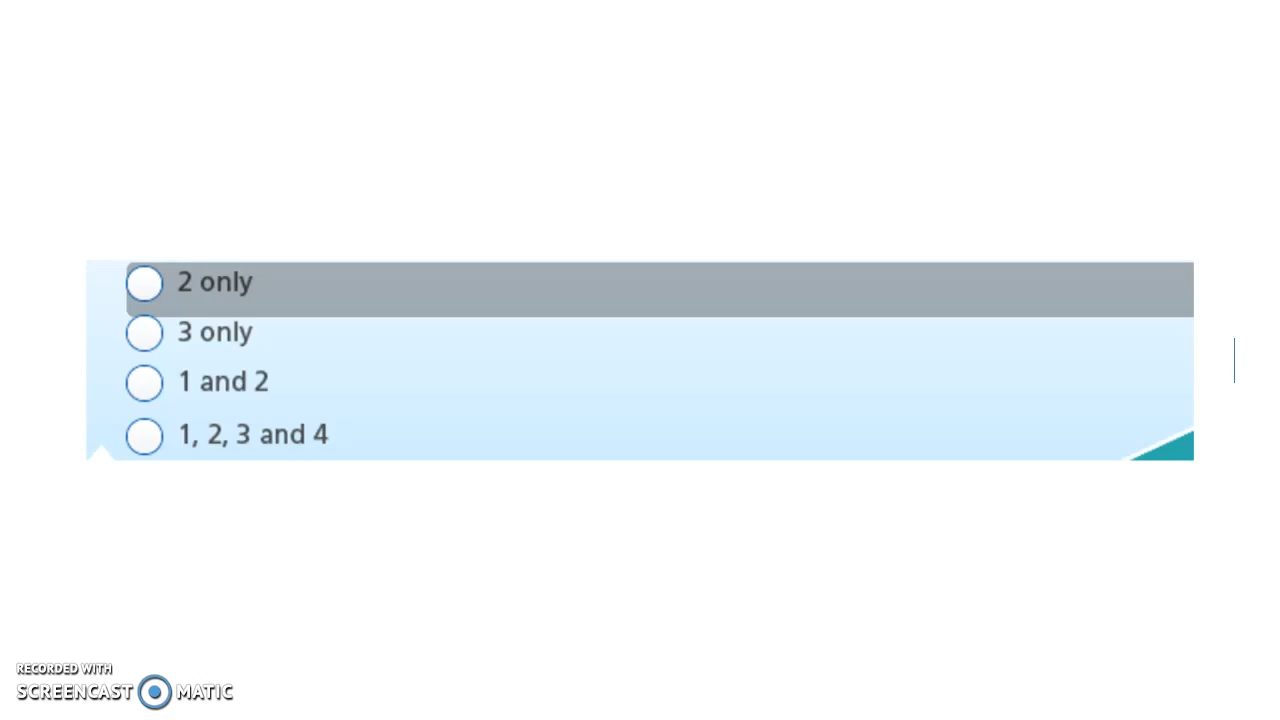 2 only
3 only
1 and 2
1, 2, 3 and 4
RECORDED WITH
SCREENCAST MATIC